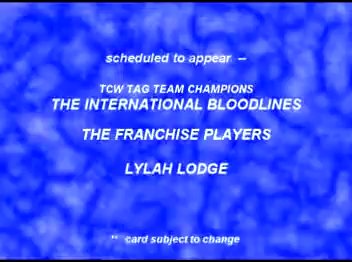 scheduled to appear --
TCW TAG TEAM CHAMPIONS
THE INTERNATIONAL BLOODLINES
THE FRANCHISE PLAYERS
LYLAH LODGE
** card subject to change